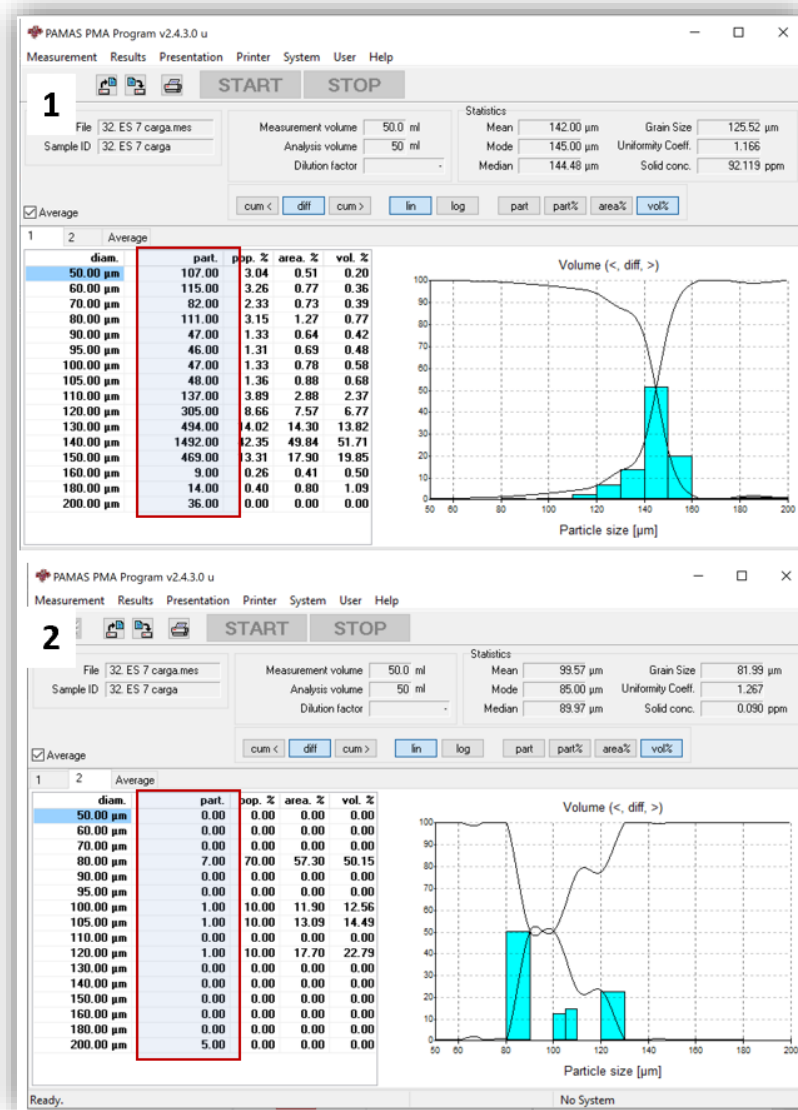 PAMAS PMA Program v2.4.3.0 u
Measurement Results Presentation Printer System User Help
START STOP
1
File 32. ES 7 carga.mes
Sample ID 32. ES 7 carga
Measurement volume 50.0 ml
Analysis volume 50 ml
Dilution factor -
Statistics
Mean 142.00 µm Grain Size 125.52 µm
Mode 145.00 µm Uniformity Coeff. 1.166
Median 144.48 µm Solid conc. 92.119 ppm
Average
cum < diff cum > lin log part part% area% vol%
1 2 Average
diam. part. pop. % area. % vol. %
50.00 µm 107.00 3.04 0.51 0.20
60.00 µm 115.00 3.26 0.77 0.36
70.00 µm 82.00 2.33 0.73 0.39
80.00 µm 111.00 3.15 1.27 0.77
90.00 µm 47.00 1.33 0.64 0.42
95.00 µm 46.00 1.31 0.69 0.48
100.00 µm 47.00 1.33 0.78 0.58
105.00 µm 48.00 1.36 0.88 0.68
110.00 µm 137.00 3.89 2.88 2.37
120.00 µm 305.00 8.66 7.57 6.77
130.00 µm 494.00 14.02 14.30 13.82
140.00 µm 1492.00 42.35 49.84 51.71
150.00 µm 469.00 13.31 17.90 19.85
160.00 µm 9.00 0.26 0.41 0.50
180.00 µm 14.00 0.40 0.80 1.09
200.00 µm 36.00 0.00 0.00 0.00
Volume (<, diff, >)
100
90
80
70
60
50
40
30
20
10
0
50 60 80 100 120 140 160 180 200
Particle size [µm]
PAMAS PMA Program v2.4.3.0 u
Measurement Results Presentation Printer System User Help
START STOP
2
File 32. ES 7 carga.mes
Sample ID 32. ES 7 carga
Measurement volume 50.0 ml
Analysis volume 50 ml
Dilution factor -
Statistics
Mean 99.57 µm Grain Size 81.99 µm
Mode 85.00 µm Uniformity Coeff. 1.267
Median 89.97 µm Solid conc. 0.090 ppm
Average
cum < diff cum > lin log part part% area% vol%
1 2 Average
diam. part. pop. % area. % vol. %
50.00 µm 0.00 0.00 0.00 0.00
60.00 µm 0.00 0.00 0.00 0.00
70.00 µm 0.00 0.00 0.00 0.00
80.00 µm 7.00 70.00 57.30 50.15
90.00 µm 0.00 0.00 0.00 0.00
95.00 µm 0.00 0.00 0.00 0.00
100.00 µm 1.00 10.00 11.90 12.56
105.00 µm 1.00 10.00 13.09 14.49
110.00 µm 0.00 0.00 0.00 0.00
120.00 µm 1.00 10.00 17.70 22.79
130.00 µm 0.00 0.00 0.00 0.00
140.00 µm 0.00 0.00 0.00 0.00
150.00 µm 0.00 0.00 0.00 0.00
160.00 µm 0.00 0.00 0.00 0.00
180.00 µm 0.00 0.00 0.00 0.00
200.00 µm 5.00 0.00 0.00 0.00
Volume (<, diff, >)
100
90
80
70
60
50
40
30
20
10
0
50 60 80 100 120 140 160 180 200
Particle size [µm]
Ready. No System